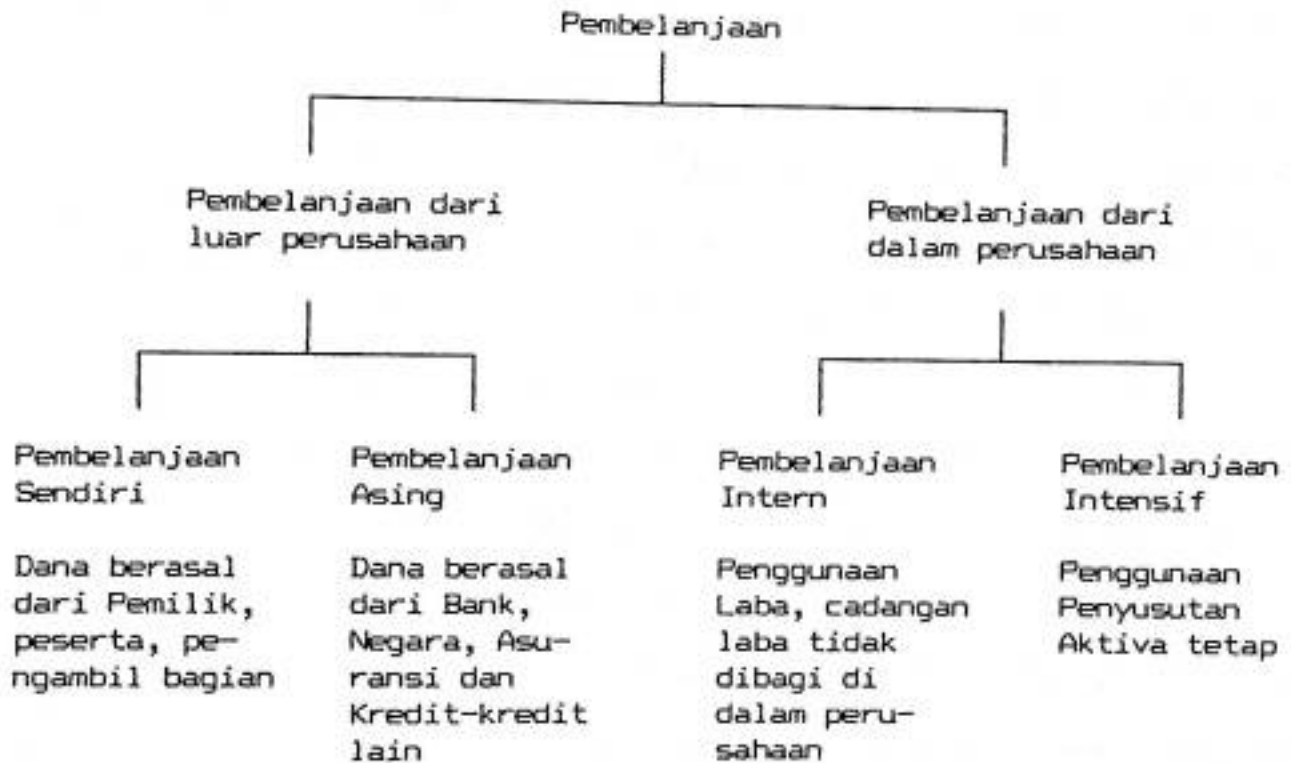 Pembelanjaan
Pembelanjaan dari
luar perusahaan
Pembelanjaan dari
dalam perusahaan
Pembelanjaan
Sendiri
Dana berasal
dari Pemilik,
peserta, pe-
ngambil bagian
Pembelanjaan
Asing
Dana berasal
dari Bank,
Negara, Asu-
ransi dan
Kredit-kredit
lain
Pembelanjaan
Intern
Penggunaan
Laba, cadangan
laba tidak
dibagi di
dalam peru-
sahaan
Pembelanjaan
Intensif
Penggunaan
Penyusutan
Aktiva tetap